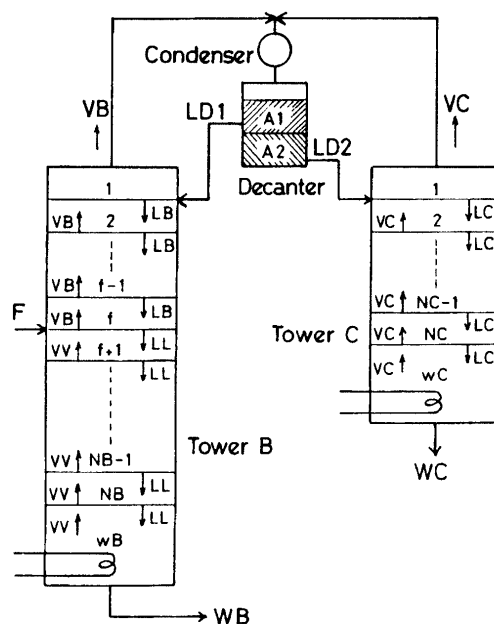 Condenser
VB
VC
LD1
A1
A2
LD2
Decanter
1
LB
VB 2
LB
VB f-1
LB
F
VB f
LL
VV f+1
LL
Tower B
VV NB-1
LL
VV NB
LL
VV
wB
WB
1
LC
VC 2
LC
VC NC-1
LC
Tower C
VC NC
LC
VC
wC
WC